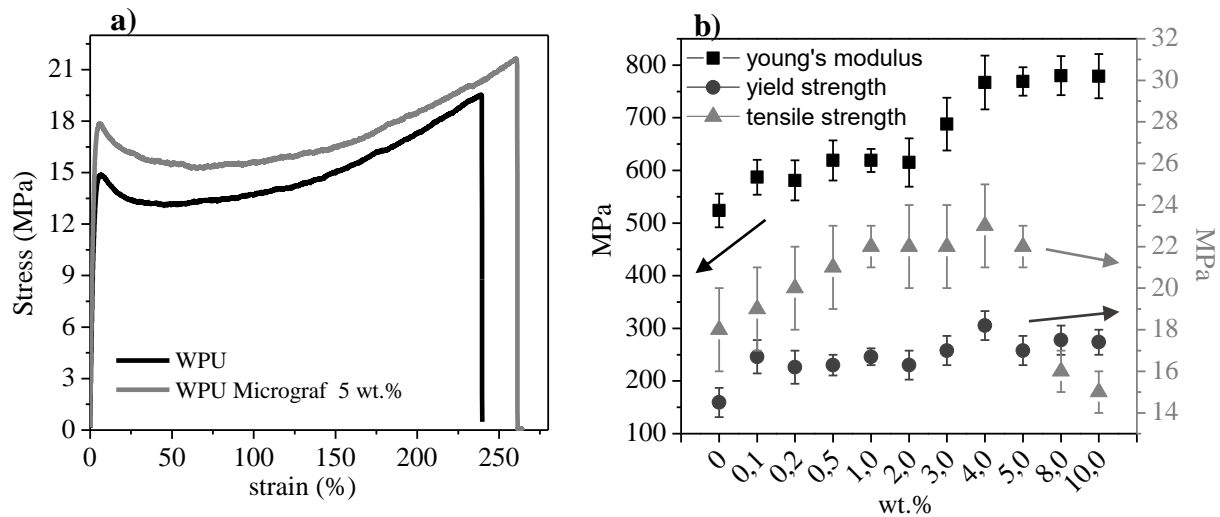 a)
Stress (MPa)
21
18
15
12
9
6
3
0
WPU
WPU Micrograf 5 wt.%
0 50 100 150 200 250
strain (%)
b)
MPa
800
700
600
500
400
300
200
100
young's modulus
yield strength
tensile strength
32
30
28
26
24
22
20
18
16
14
MPa
0 0,1 0,2 0,5 1,0 2,0 3,0 4,0 5,0 8,0 10,0
wt.%